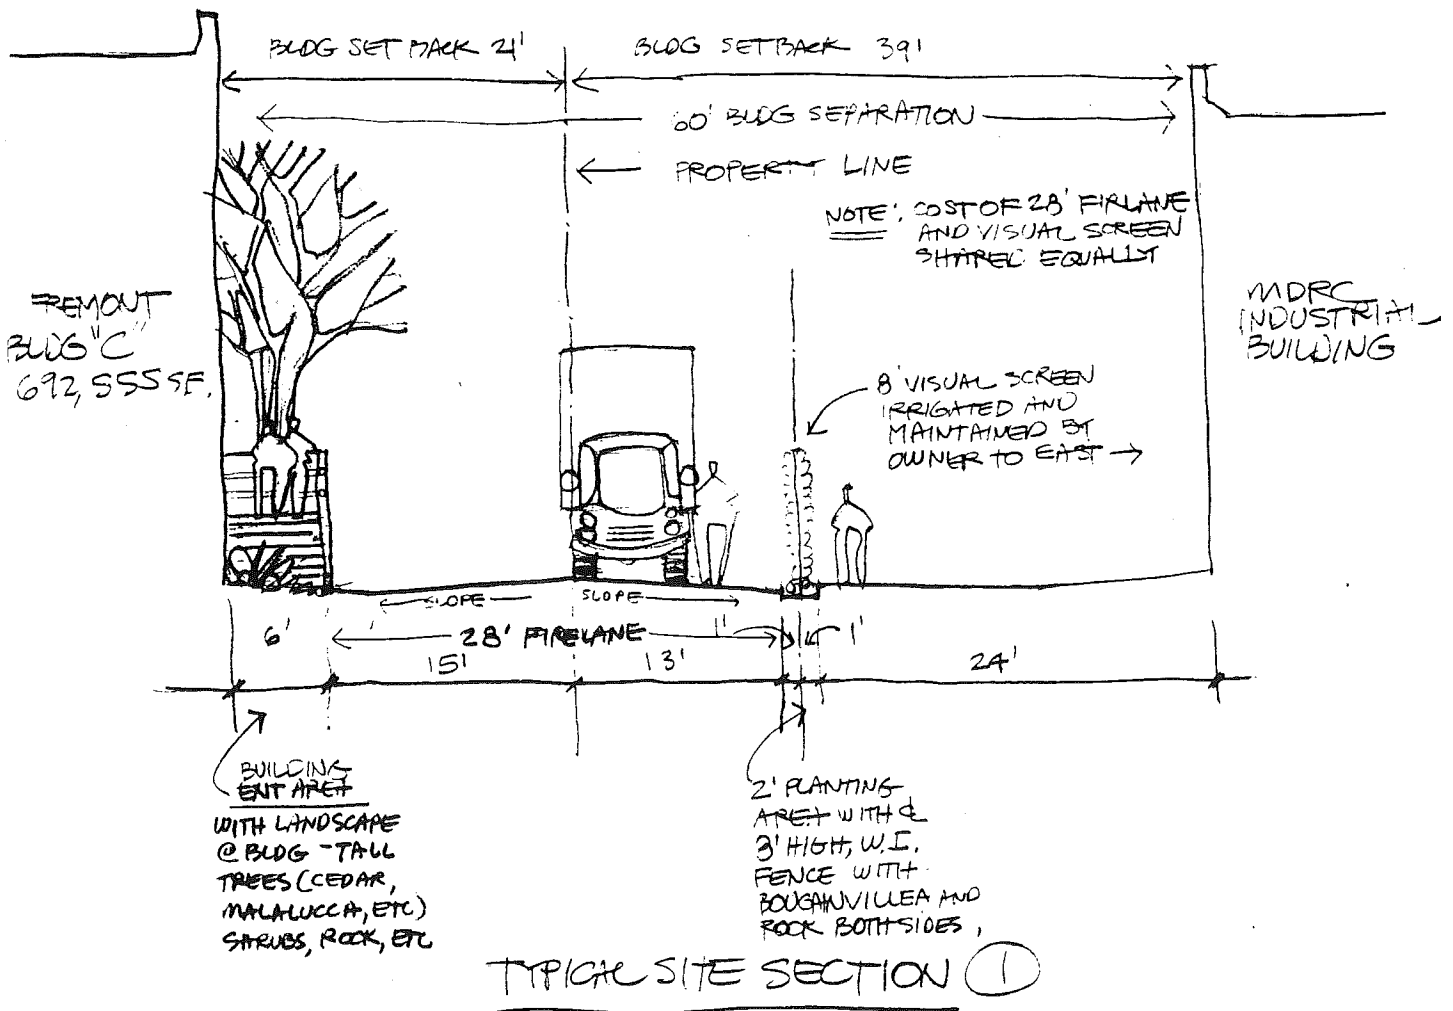 BLDG SETBACK 21'
BLDG SETBACK 39'
60' BLDG SEPARATION
PROPERTY LINE
NOTE: COST OF 28' FIRLANE
AND VISUAL SCREEN
SHARED EQUALLY
FREMONT
BLDG "C"
692,555 SF.
MDRC
INDUSTRIAL
BUILDING
8' VISUAL SCREEN
IRRIGATED AND
MAINTAINED BY
OWNER TO EAST →
SLOPE
SLOPE
6'
28' FIRELANE
1'
1'
15'
13'
24'
BUILDING
ENT AREA
WITH LANDSCAPE
@ BLDG - TALL
TREES (CEDAR,
MALALUCCA, ETC)
SHRUBS, ROCK, ETC
2' PLANTING
AREA WITH ℄
3' HIGH, W.I.
FENCE WITH
BOUGANVILLEA AND
ROCK BOTH SIDES,
TYPICAL SITE SECTION 1